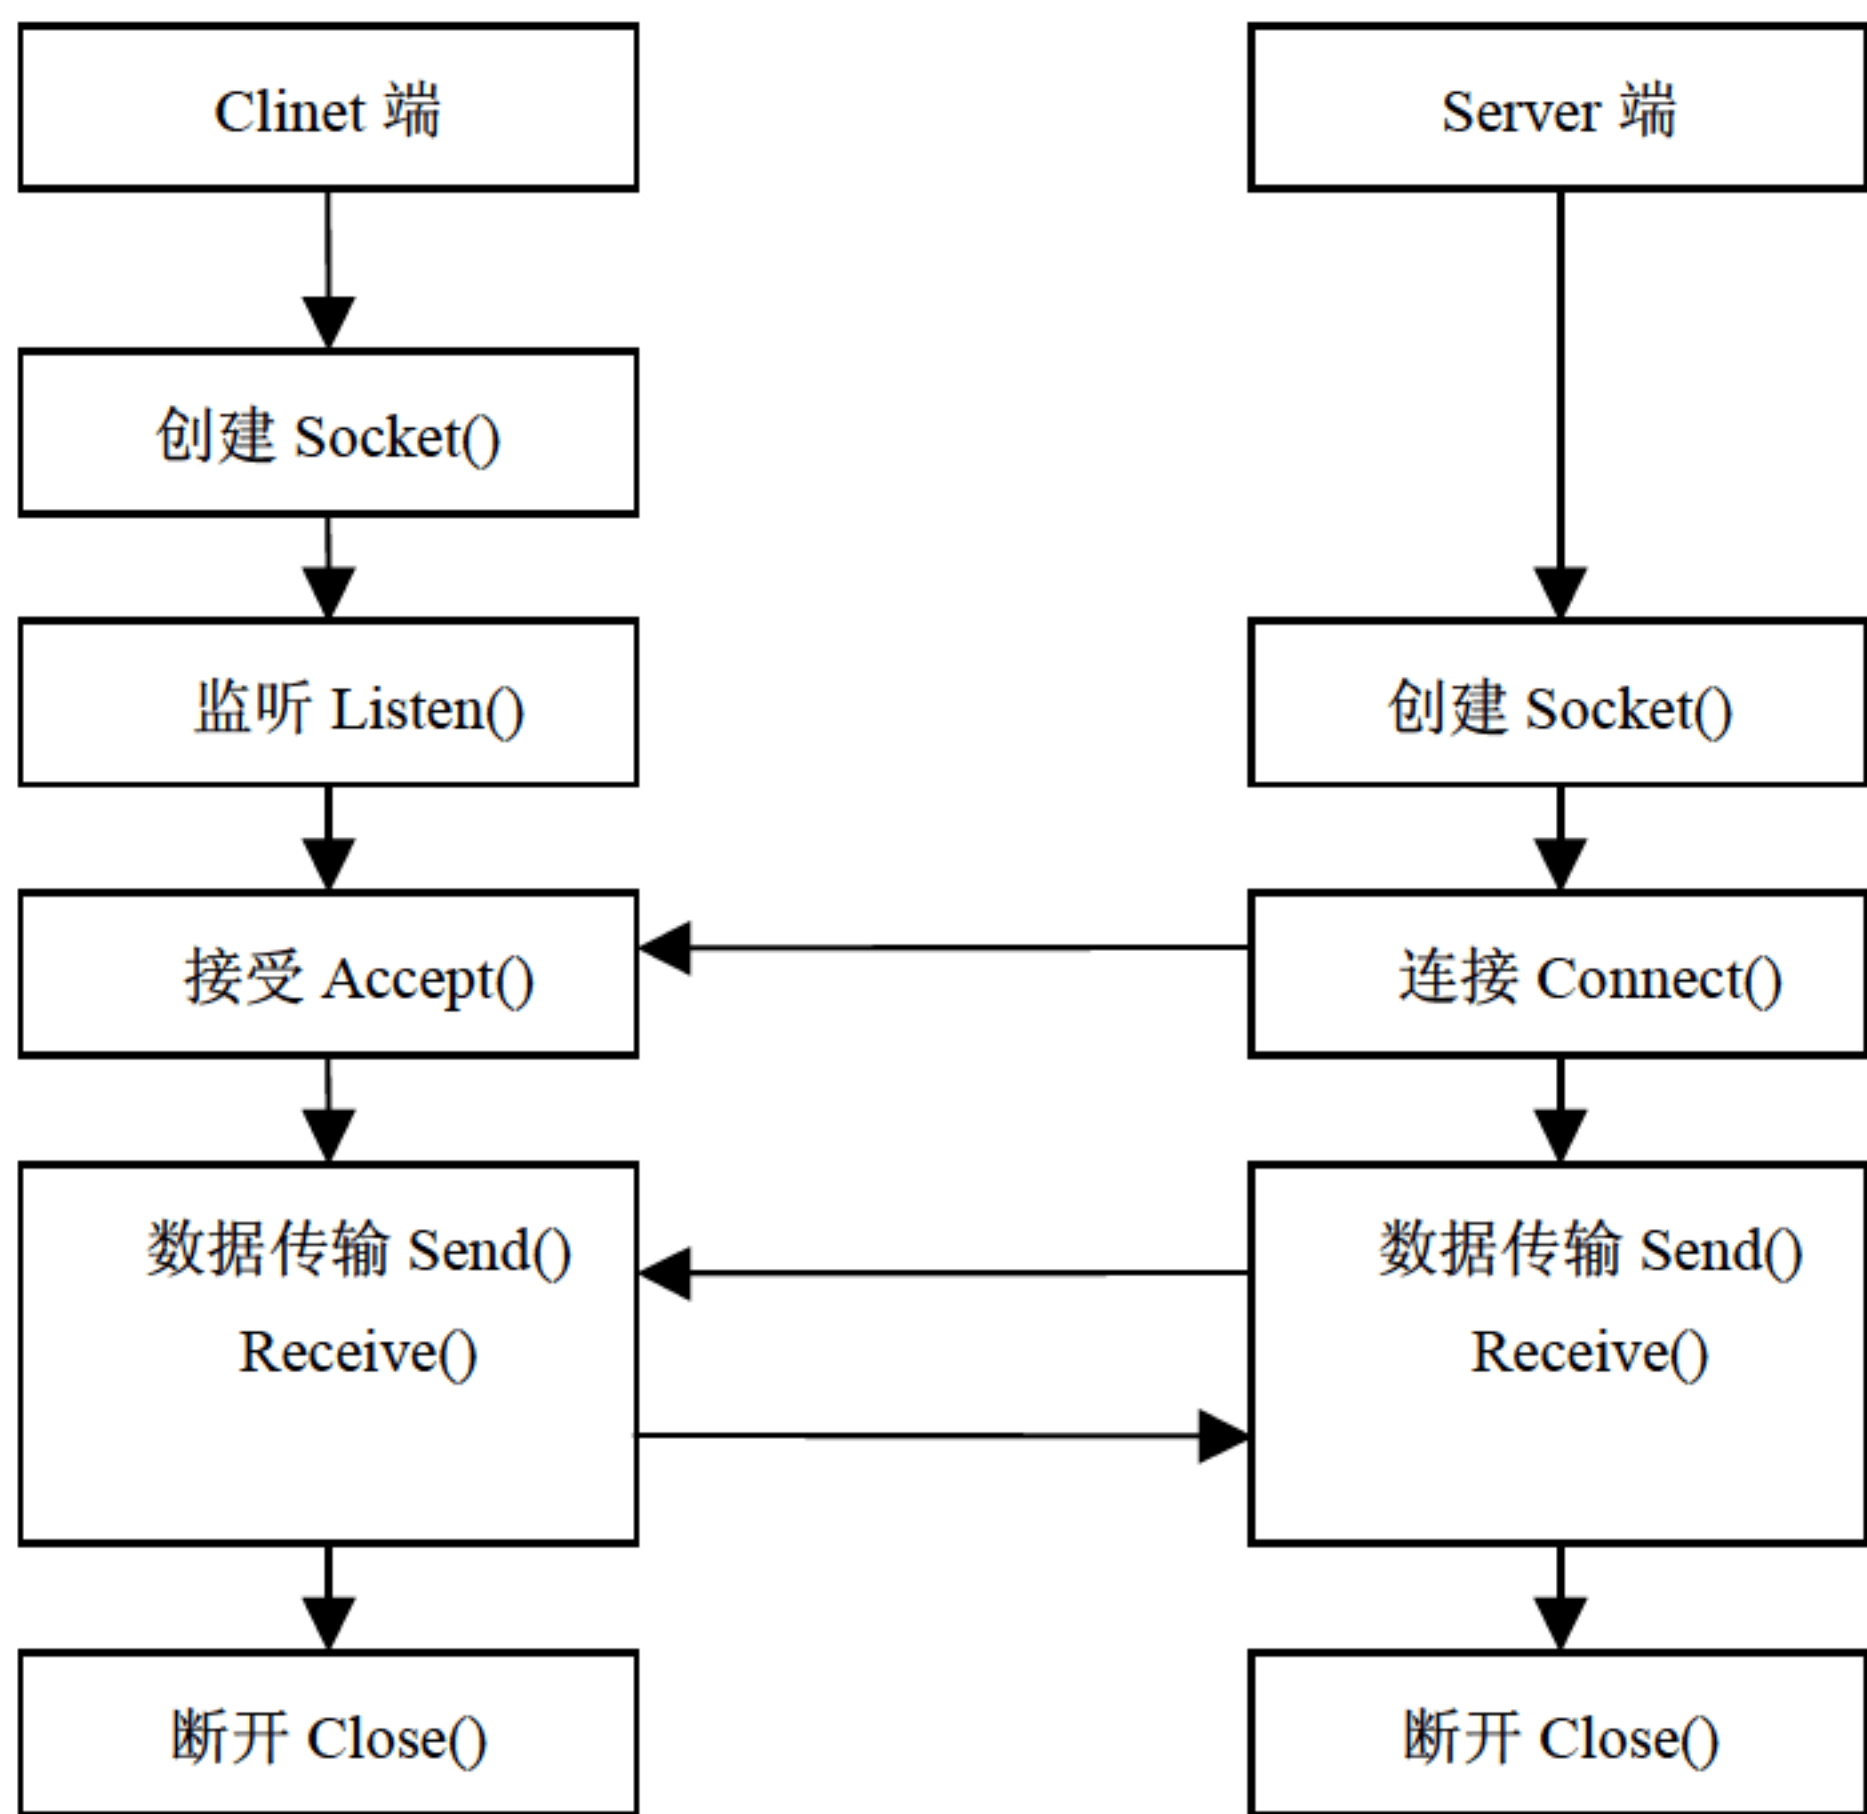 Clinet 端
Server 端
创建 Socket()
监听 Listen()
创建 Socket()
接受 Accept()
连接 Connect()
数据传输 Send()
Receive()
数据传输 Send()
Receive()
断开 Close()
断开 Close()